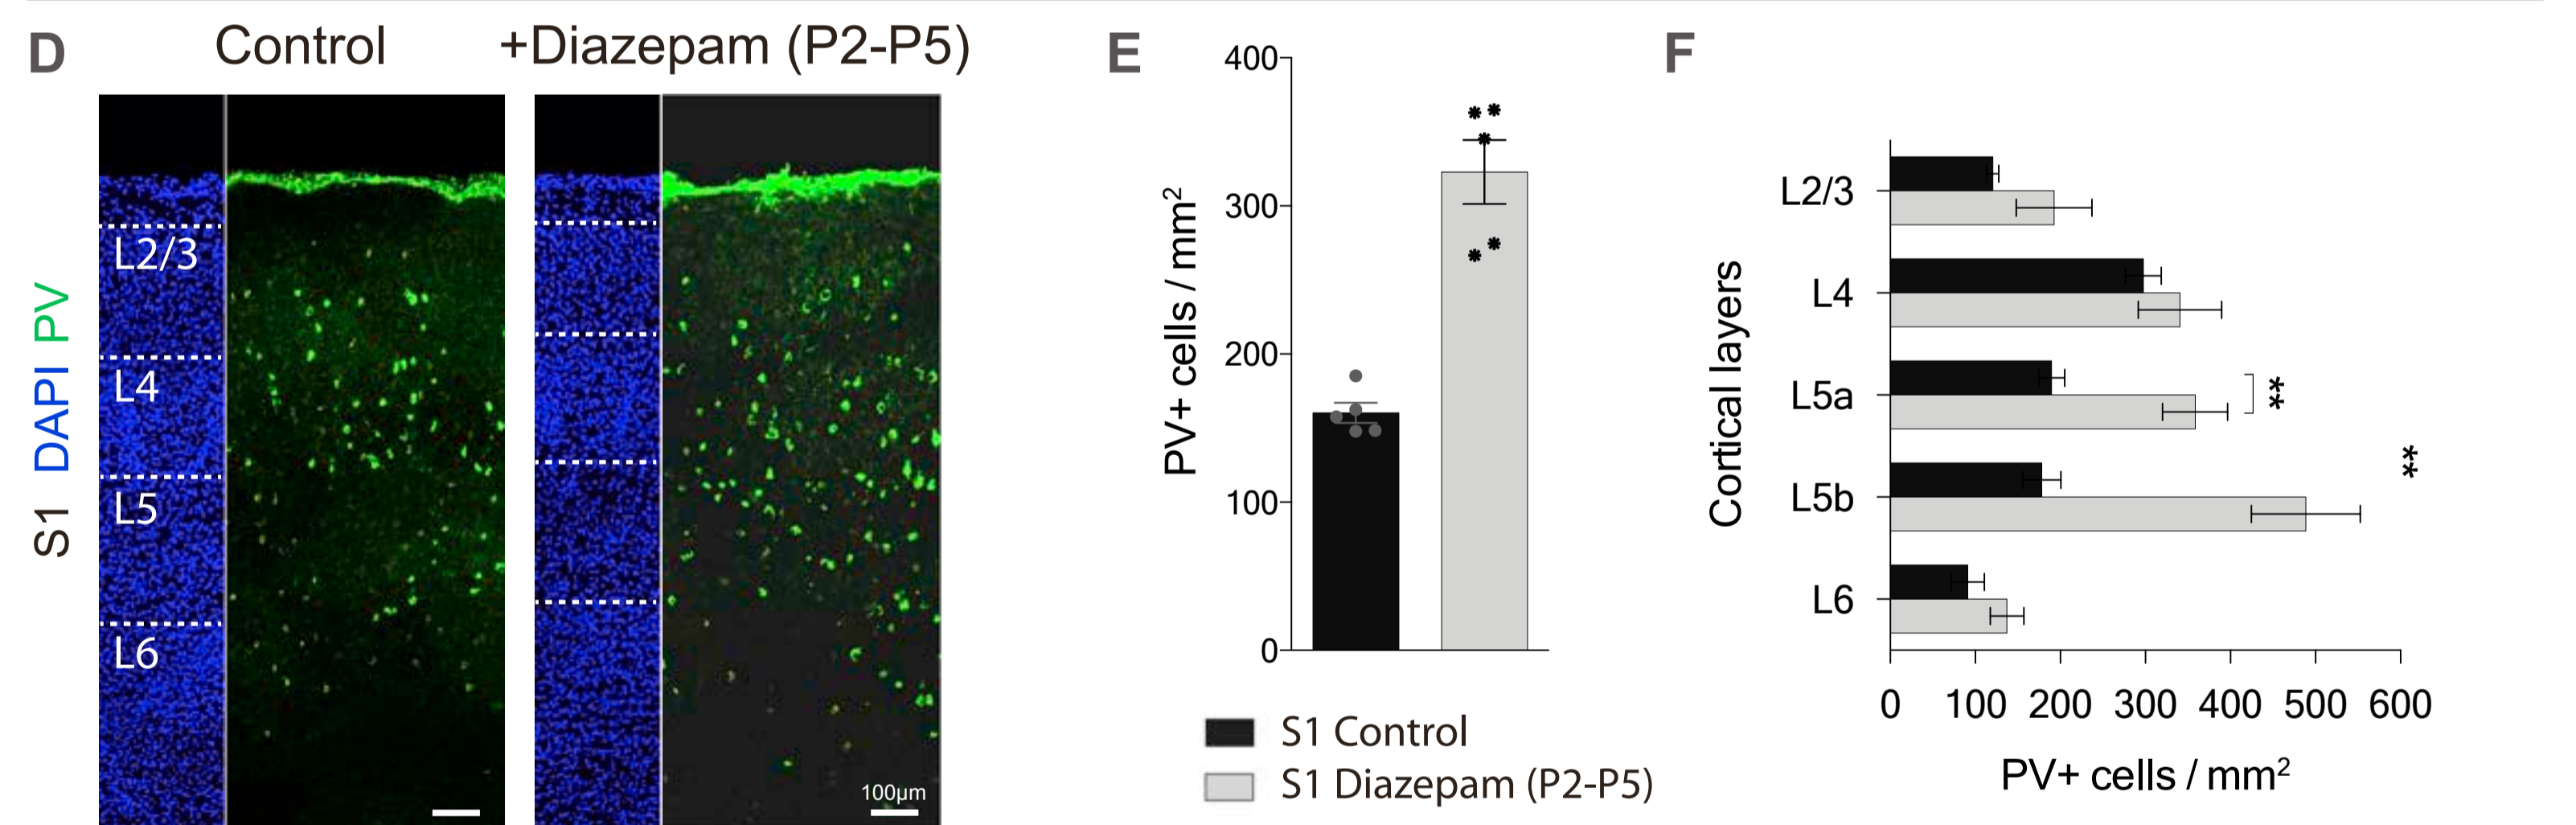 D
Control
+Diazepam (P2-P5)
S1 DAPI PV
L2/3
L4
L5
L6
100µm
E
400
300
200
100
0
PV+ cells / mm²
S1 Control
S1 Diazepam (P2-P5)
F
Cortical layers
L2/3
L4
L5a
L5b
L6
**
**
0 100 200 300 400 500 600
PV+ cells / mm²